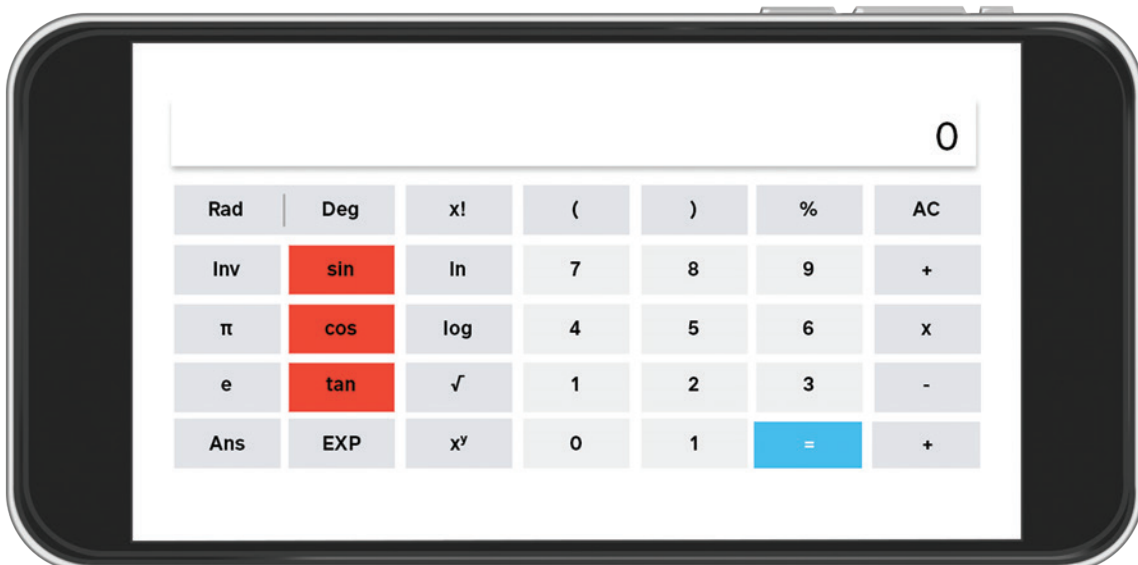 0
Rad Deg x! ( ) % AC
Inv sin ln 7 8 9 +
π cos log 4 5 6 x
e tan √ 1 2 3 -
Ans EXP xʸ 0 1 = +